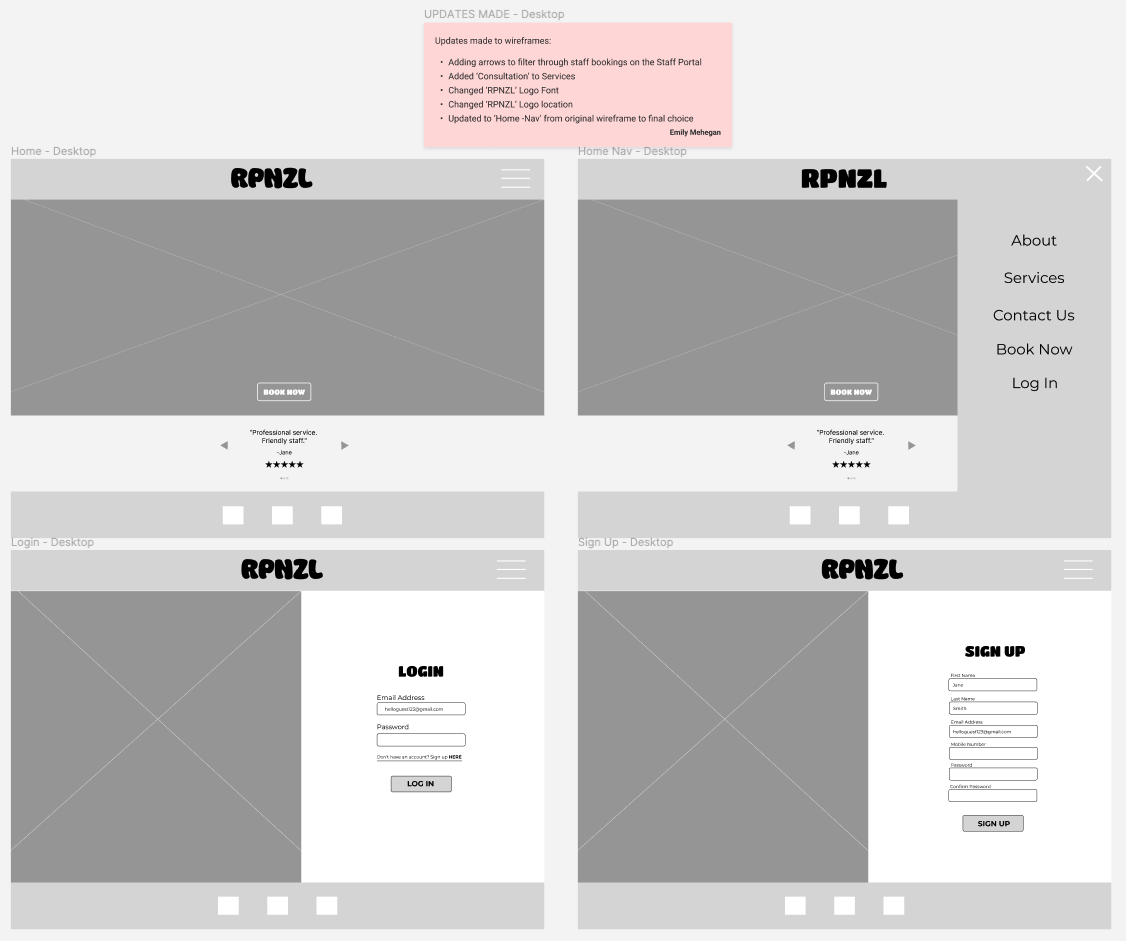 UPDATES MADE - Desktop
Updates made to wireframes:
• Adding arrows to filter through staff bookings on the Staff Portal
• Added 'Consultation' to Services
• Changed 'RPNZL' Logo Font
• Changed 'RPNZL' Logo location
• Updated to 'Home -Nav' from original wireframe to final choice
Emily Mehegan
Home - Desktop
RPNZL
BOOK NOW
"Professional service.
Friendly staff."
-Jane
★★★★★
Home Nav - Desktop
RPNZL
About
Services
Contact Us
Book Now
Log In
BOOK NOW
"Professional service.
Friendly staff."
-Jane
★★★★★
Login - Desktop
RPNZL
LOGIN
Email Address
helloguest123@gmail.com
Password
Don't have an account? Sign up HERE
LOG IN
Sign Up - Desktop
RPNZL
SIGN UP
First Name
Jane
Last Name
Smith
Email Address
helloguest123@gmail.com
Mobile Number
Password
Confirm Password
SIGN UP